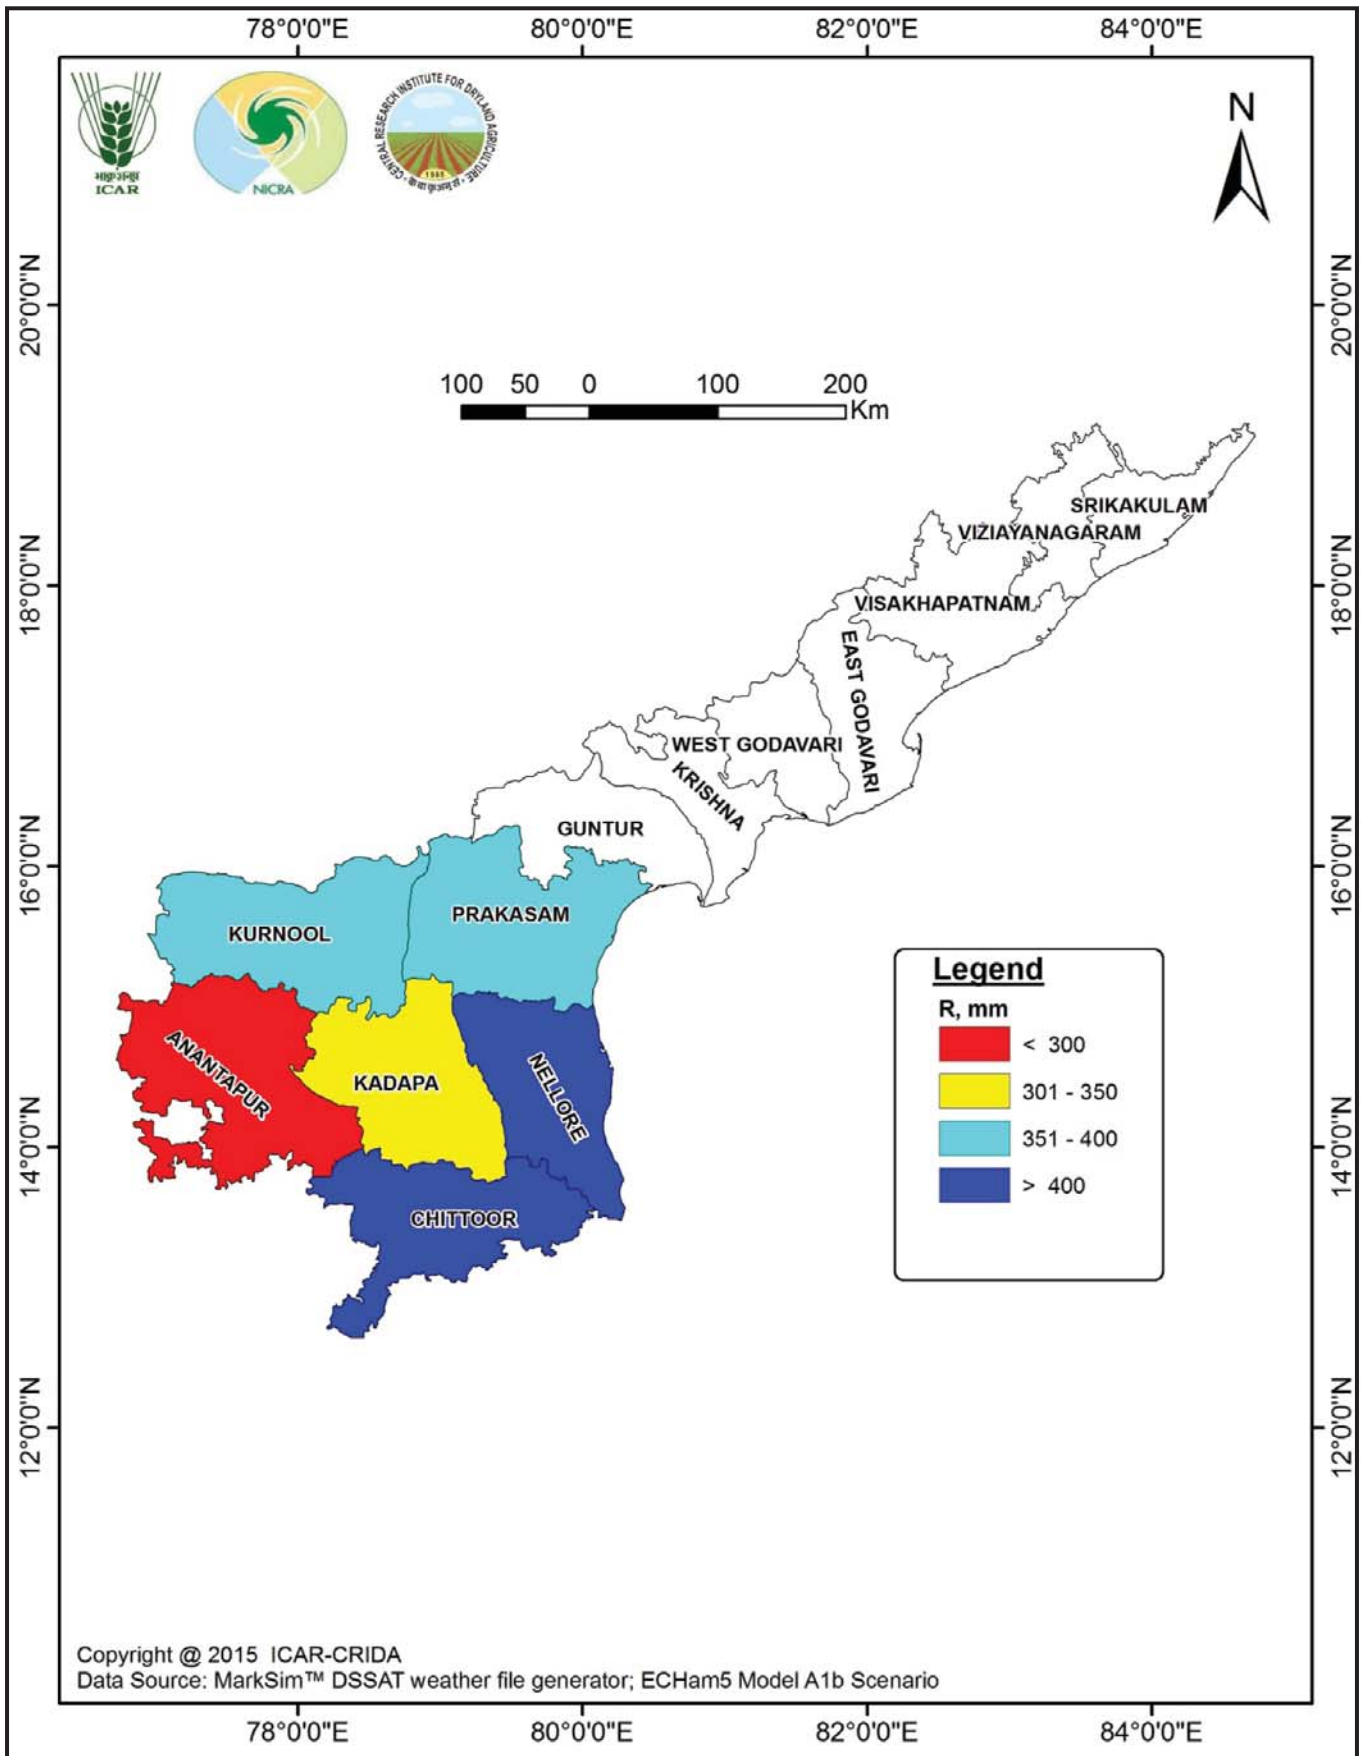 78°0'0"E 80°0'0"E 82°0'0"E 84°0'0"E
ICAR
NICRA
CENTRAL RESEARCH INSTITUTE FOR DRYLAND AGRICULTURE
1985
N
20°0'0"N 20°0'0"N
100 50 0 100 200
Km
SRIKAKULAM
VIZIAYANAGARAM
18°0'0"N 18°0'0"N
VISAKHAPATNAM
EAST GODAVARI
WEST GODAVARI
KRISHNA
GUNTUR
16°0'0"N 16°0'0"N
PRAKASAM
KURNOOL
Legend
R, mm
< 300
301 - 350
351 - 400
> 400
ANANTAPUR
KADAPA
NELLORE
14°0'0"N 14°0'0"N
CHITTOOR
12°0'0"N 12°0'0"N
Copyright @ 2015 ICAR-CRIDA
Data Source: MarkSim™ DSSAT weather file generator; ECHam5 Model A1b Scenario
78°0'0"E 80°0'0"E 82°0'0"E 84°0'0"E